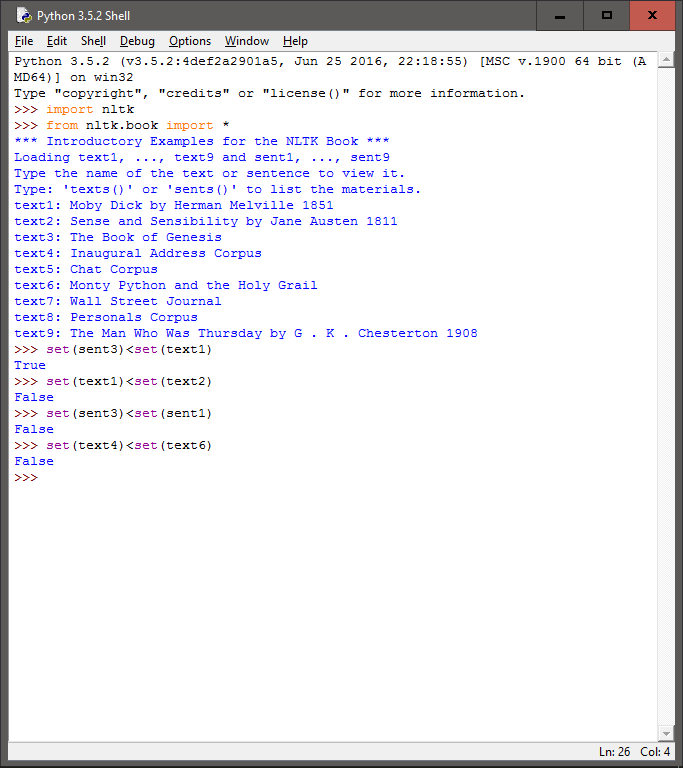 Python 3.5.2 Shell
File Edit Shell Debug Options Window Help
Python 3.5.2 (v3.5.2:4def2a2901a5, Jun 25 2016, 22:18:55) [MSC v.1900 64 bit (A
MD64)] on win32
Type "copyright", "credits" or "license()" for more information.
>>> import nltk
>>> from nltk.book import *
*** Introductory Examples for the NLTK Book ***
Loading text1, ..., text9 and sent1, ..., sent9
Type the name of the text or sentence to view it.
Type: 'texts()' or 'sents()' to list the materials.
text1: Moby Dick by Herman Melville 1851
text2: Sense and Sensibility by Jane Austen 1811
text3: The Book of Genesis
text4: Inaugural Address Corpus
text5: Chat Corpus
text6: Monty Python and the Holy Grail
text7: Wall Street Journal
text8: Personals Corpus
text9: The Man Who Was Thursday by G . K . Chesterton 1908
>>> set(sent3)<set(text1)
True
>>> set(text1)<set(text2)
False
>>> set(sent3)<set(sent1)
False
>>> set(text4)<set(text6)
False
>>>
Ln: 26 Col: 4